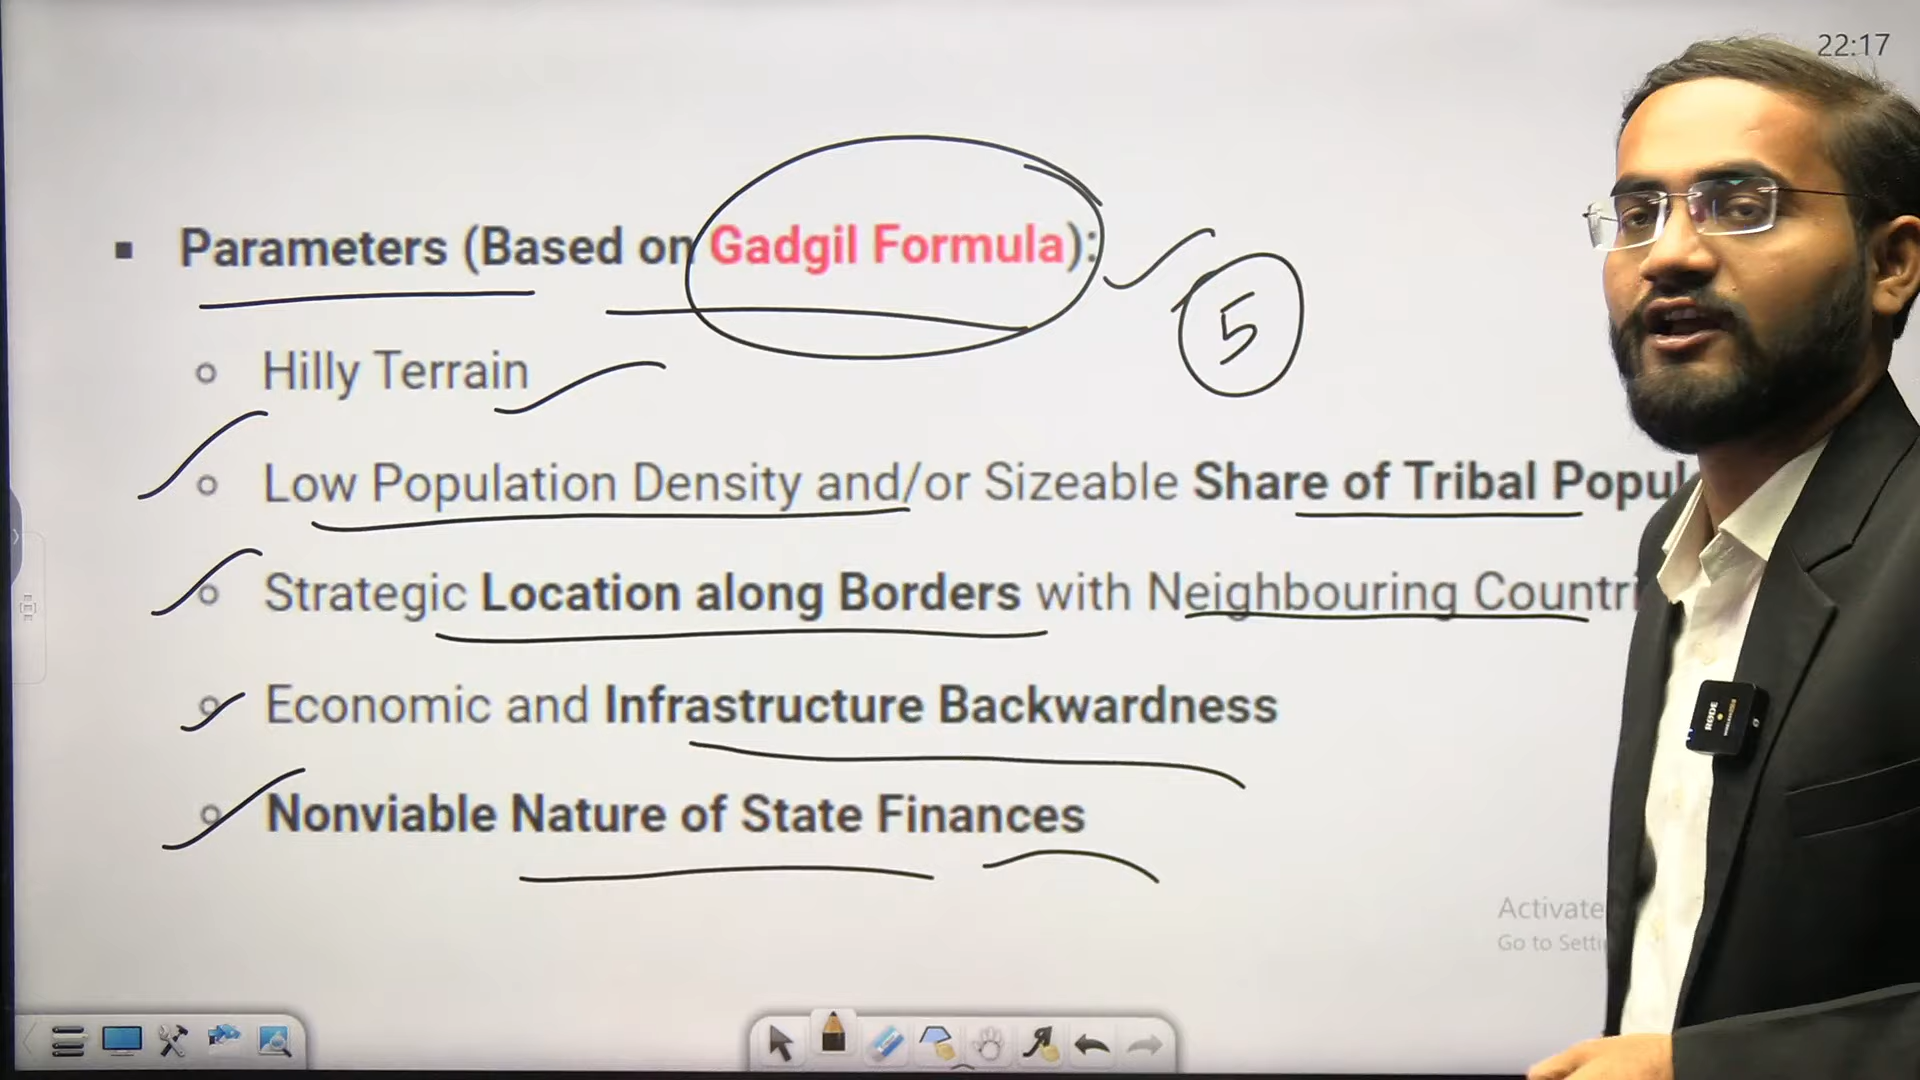 22:17
Parameters (Based on Gadgil Formula):
5
Hilly Terrain
Low Population Density and/or Sizeable Share of Tribal Popul
Strategic Location along Borders with Neighbouring Countri
Economic and Infrastructure Backwardness
Nonviable Nature of State Finances
RØDE
Activate
Go to Setti